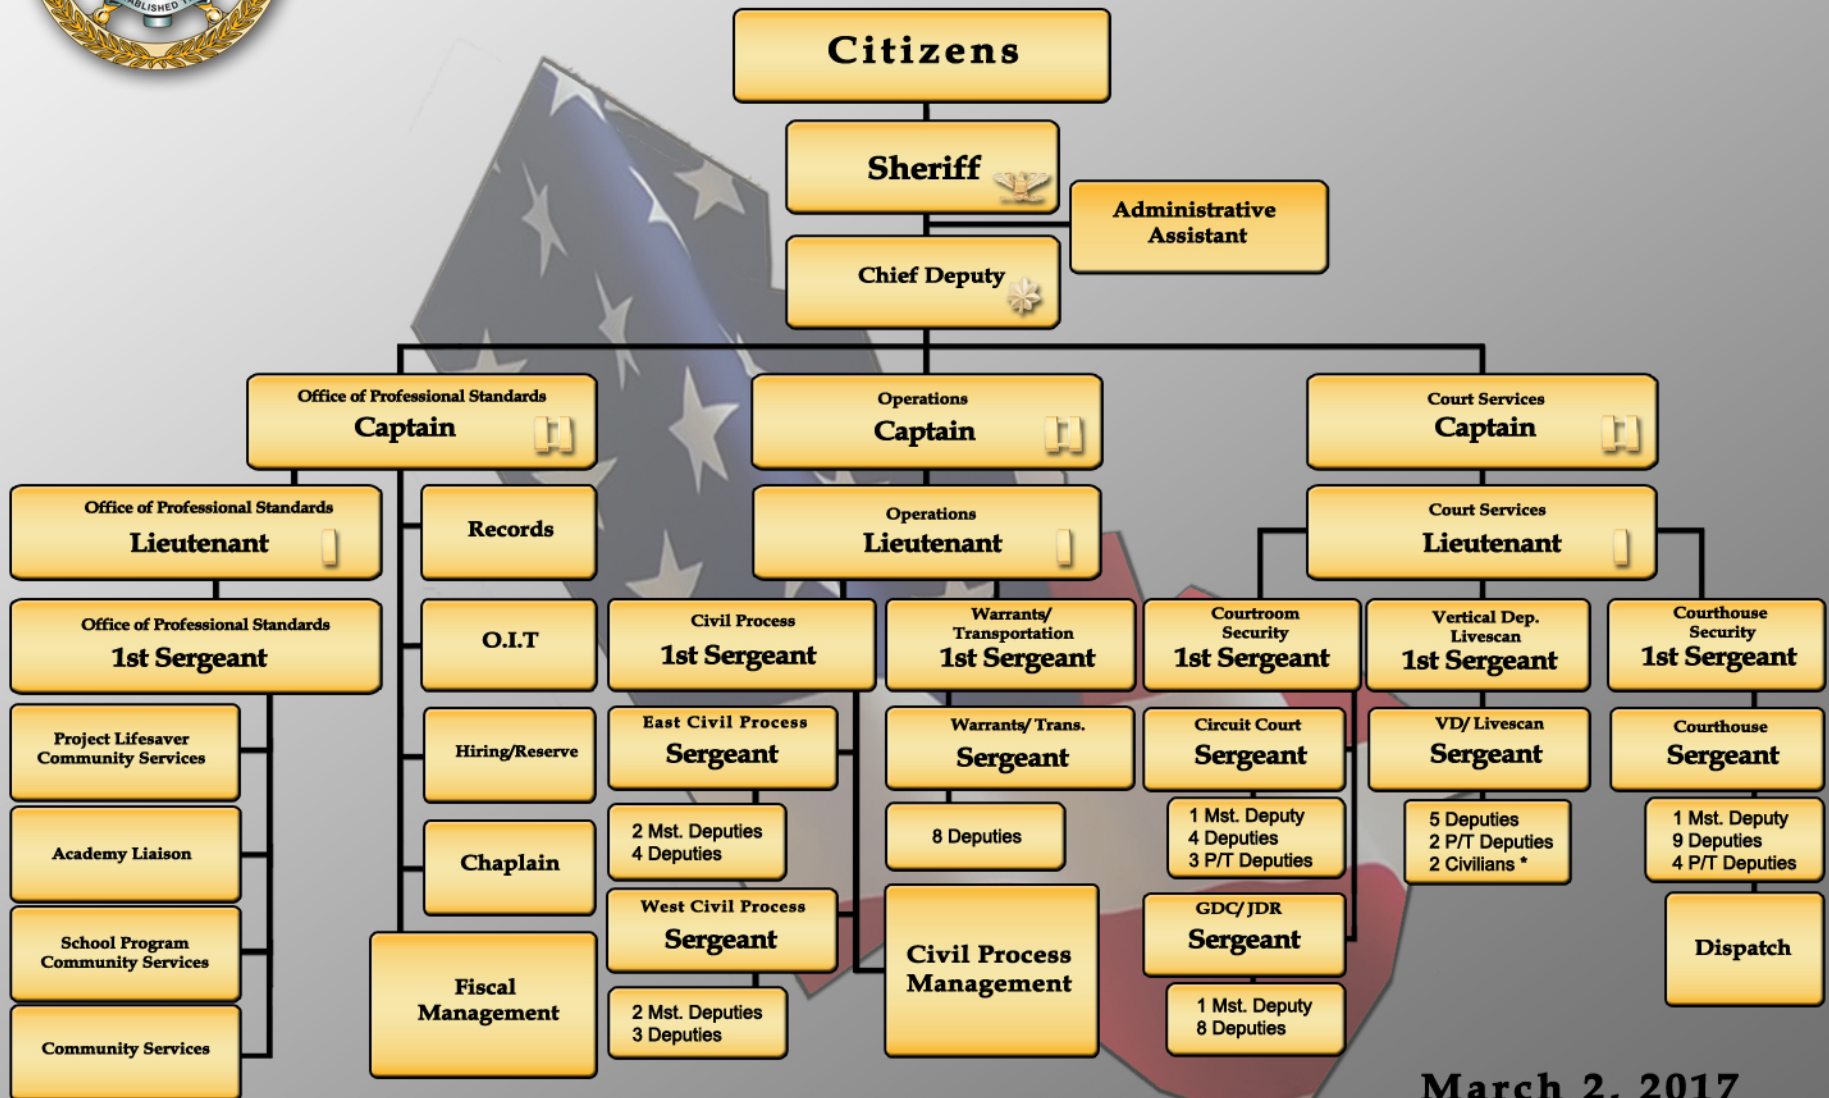 ABLISHED
Citizens
Sheriff
Administrative
Assistant
Chief Deputy
Office of Professional Standards
Captain
Operations
Captain
Court Services
Captain
Office of Professional Standards
Lieutenant
Records
Operations
Lieutenant
Court Services
Lieutenant
Office of Professional Standards
1st Sergeant
O.I.T
Civil Process
1st Sergeant
Warrants/
Transportation
1st Sergeant
Courtroom
Security
1st Sergeant
Vertical Dep.
Livescan
1st Sergeant
Courthouse
Security
1st Sergeant
Project Lifesaver
Community Services
Hiring/Reserve
East Civil Process
Sergeant
Warrants/ Trans.
Sergeant
Circuit Court
Sergeant
VD/ Livescan
Sergeant
Courthouse
Sergeant
Academy Liaison
Chaplain
2 Mst. Deputies
4 Deputies
8 Deputies
1 Mst. Deputy
4 Deputies
3 P/T Deputies
5 Deputies
2 P/T Deputies
2 Civilians *
1 Mst. Deputy
9 Deputies
4 P/T Deputies
School Program
Community Services
Fiscal
Management
West Civil Process
Sergeant
Civil Process
Management
GDC/ JDR
Sergeant
Dispatch
Community Services
2 Mst. Deputies
3 Deputies
1 Mst. Deputy
8 Deputies
March 2, 2017